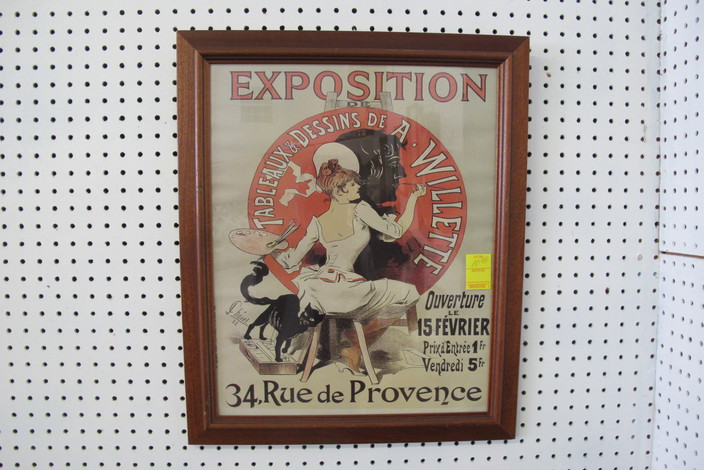 EXPOSITION
DE
TABLEAUX & DESSINS DE A. WILLETTE
Ouverture
LE
15 FÉVRIER
Prix d'Entrée 1 Fr
Vendredi 5 Fr
34, Rue de Provence